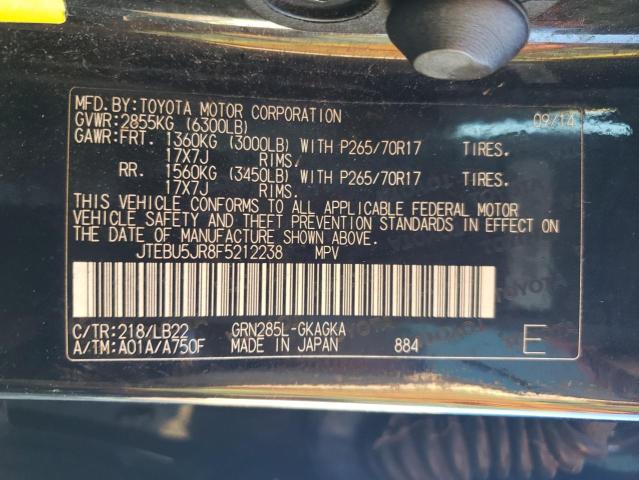 MFD.BY:TOYOTA MOTOR CORPORATION 09/14
GVWR:2855KG (6300LB)
GAWR:FRT. 1360KG (3000LB) WITH P265/70R17 TIRES.
17X7J RIMS.
RR. 1560KG (3450LB) WITH P265/70R17 TIRES.
17X7J RIMS.
THIS VEHICLE CONFORMS TO ALL APPLICABLE FEDERAL MOTOR
VEHICLE SAFETY AND THEFT PREVENTION STANDARDS IN EFFECT ON
THE DATE OF MANUFACTURE SHOWN ABOVE.
JTEBU5JR8F5212238 MPV
C/TR:218/LB22 GRN285L-GKAGKA
A/TM:A01A/A750F MADE IN JAPAN 884 E